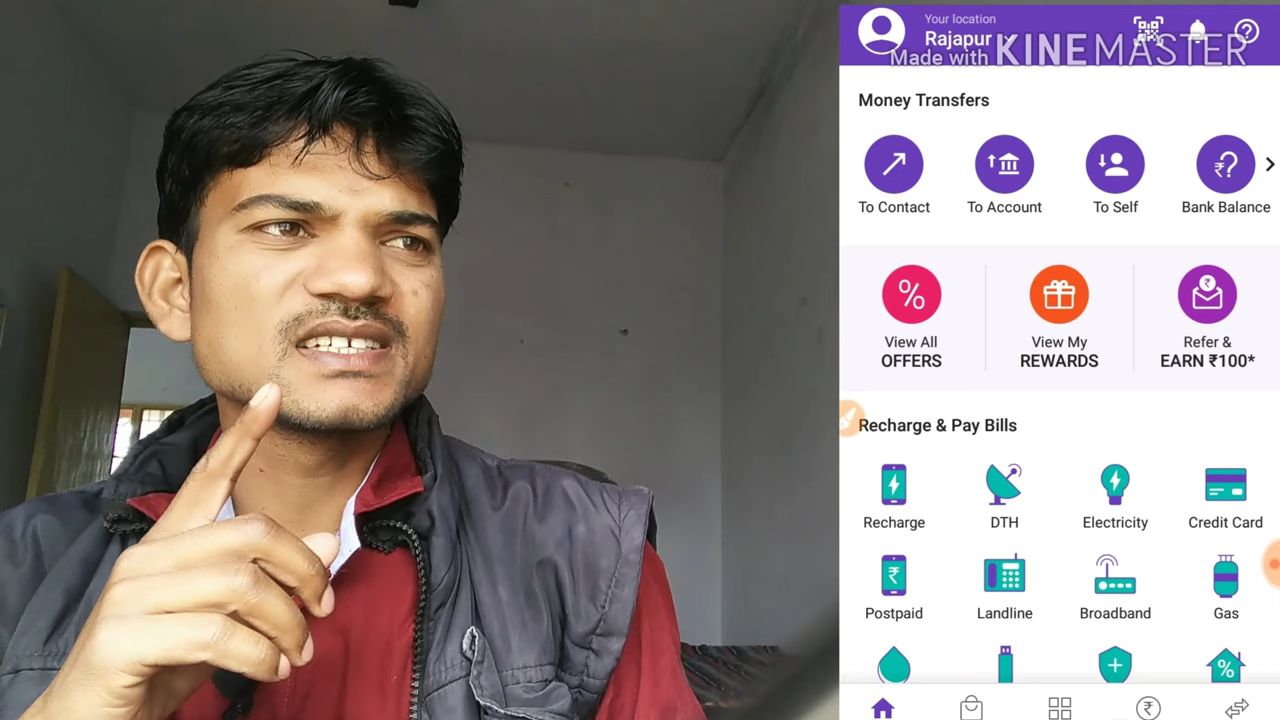 Your location
Rajapur
Made with KINEMASTER
Money Transfers
To Contact
To Account
To Self
Bank Balance
View All
OFFERS
View My
REWARDS
Refer &
EARN ₹100*
Recharge & Pay Bills
Recharge
DTH
Electricity
Credit Card
Postpaid
Landline
Broadband
Gas